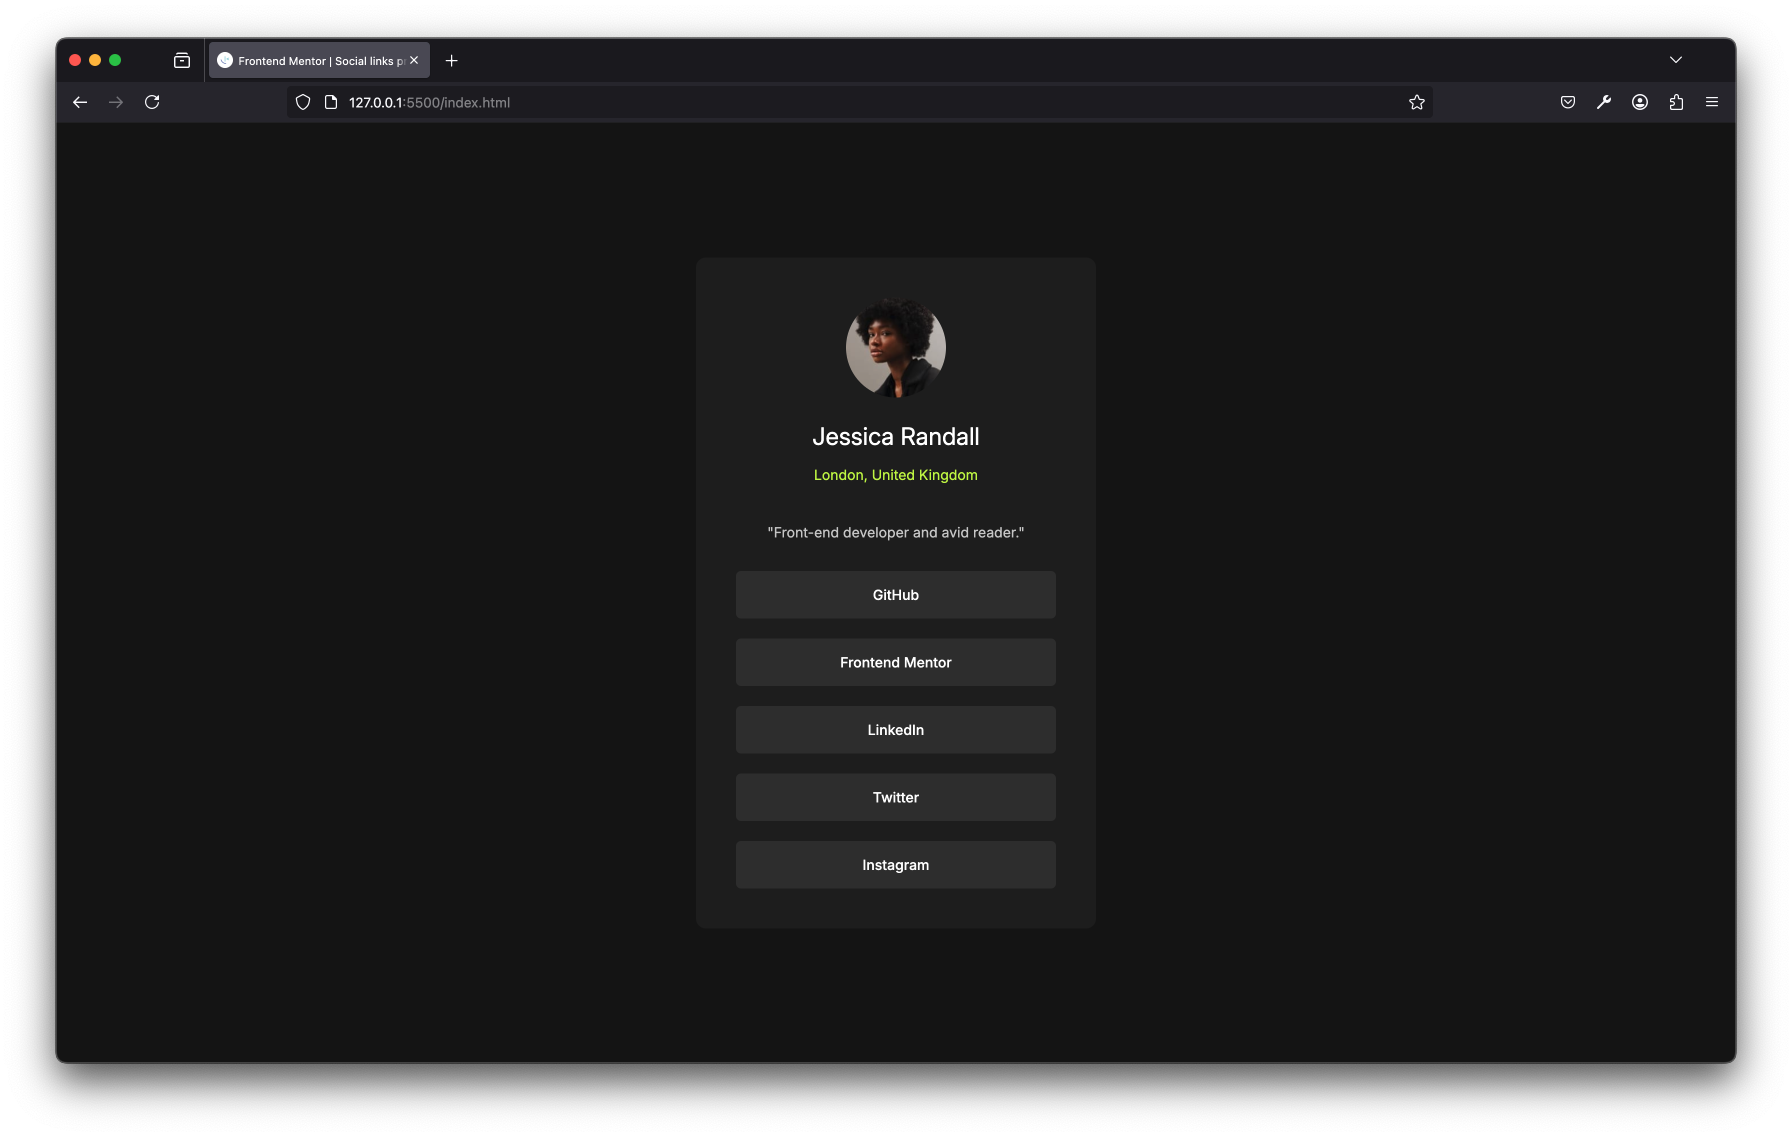 Frontend Mentor | Social links p
127.0.0.1:5500/index.html
Jessica Randall
London, United Kingdom
"Front-end developer and avid reader."
GitHub
Frontend Mentor
LinkedIn
Twitter
Instagram